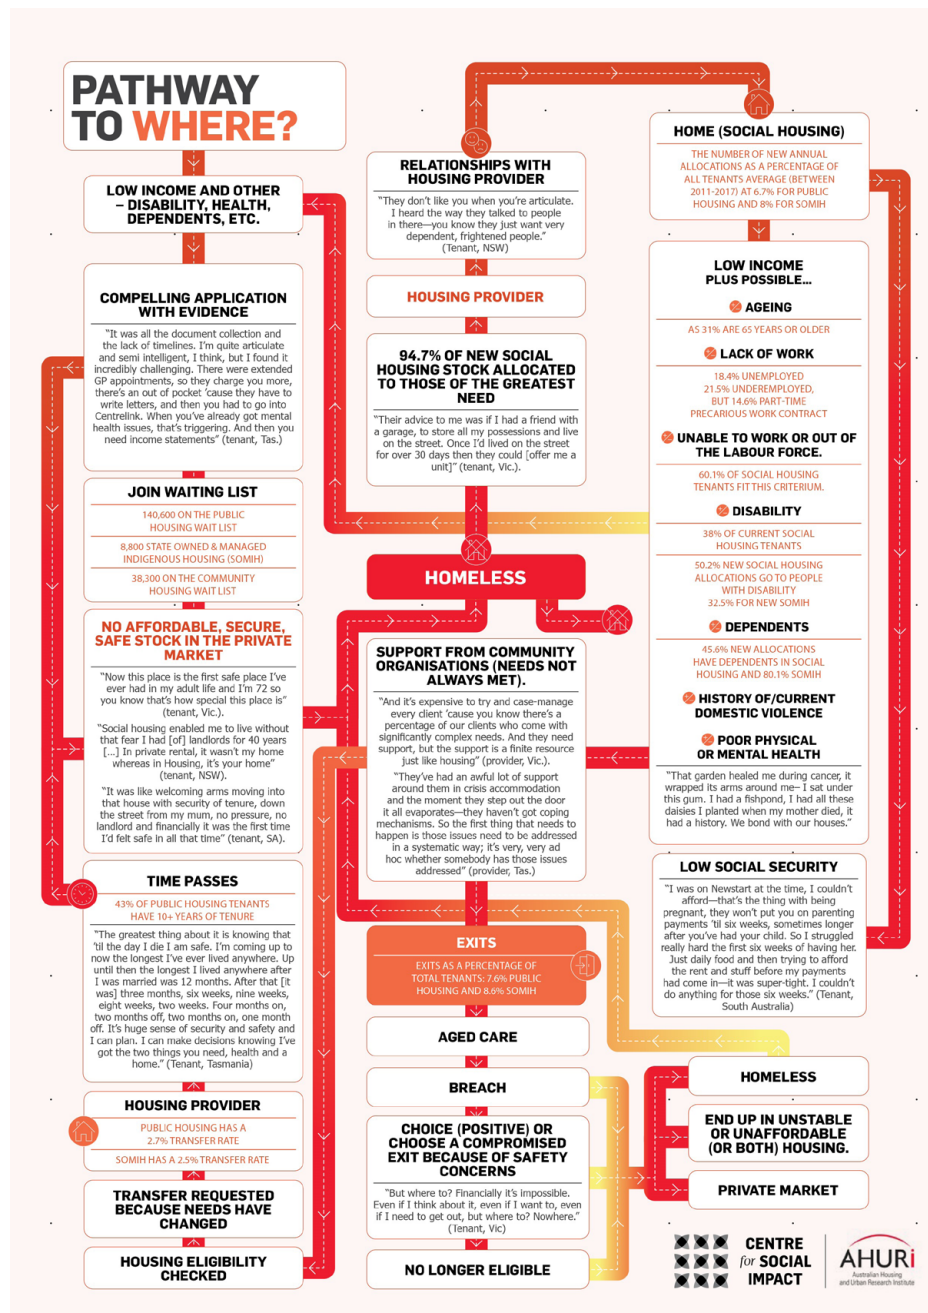 PATHWAY
TO WHERE?
LOW INCOME AND OTHER
– DISABILITY, HEALTH,
DEPENDENTS, ETC.
COMPELLING APPLICATION
WITH EVIDENCE
"It was all the document collection and
the lack of timelines. I'm quite articulate
and semi intelligent, I think, but I found it
incredibly challenging. There were extended
GP appointments, so they charge you more,
there's an out of pocket 'cause they have to
write letters, and then you had to go into
Centrelink. When you've already got mental
health issues, that's triggering. And then you
need income statements" (tenant, Tas.)
JOIN WAITING LIST
140,600 ON THE PUBLIC
HOUSING WAIT LIST
8,800 STATE OWNED & MANAGED
INDIGENOUS HOUSING (SOMIH)
38,300 ON THE COMMUNITY
HOUSING WAIT LIST
NO AFFORDABLE, SECURE,
SAFE STOCK IN THE PRIVATE
MARKET
"Now this place is the first safe place I've
ever had in my adult life and I'm 72 so
you know that's how special this place is"
(tenant, Vic.).
"Social housing enabled me to live without
that fear I had [of] landlords for 40 years
[...] In private rental, it wasn't my home
whereas in Housing, it's your home"
(tenant, NSW).
"It was like welcoming arms moving into
that house with security of tenure, down
the street from my mum, no pressure, no
landlord and financially it was the first time
I'd felt safe in all that time" (tenant, SA).
TIME PASSES
43% OF PUBLIC HOUSING TENANTS
HAVE 10+ YEARS OF TENURE
"The greatest thing about it is knowing that
'til the day I die I am safe. I'm coming up to
now the longest I've ever lived anywhere. Up
until then the longest I lived anywhere after
I was married was 12 months. After that [it
was] three months, six weeks, nine weeks,
eight weeks, two weeks. Four months on,
two months off, two months on, one month
off. It's huge sense of security and safety and
I can plan. I can make decisions knowing I've
got the two things you need, health and a
home." (Tenant, Tasmania)
HOUSING PROVIDER
PUBLIC HOUSING HAS A
2.7% TRANSFER RATE
SOMIH HAS A 2.5% TRANSFER RATE
TRANSFER REQUESTED
BECAUSE NEEDS HAVE
CHANGED
HOUSING ELIGIBILITY
CHECKED
RELATIONSHIPS WITH
HOUSING PROVIDER
"They don't like you when you're articulate.
I heard the way they talked to people
in there—you know they just want very
dependent, frightened people."
(Tenant, NSW)
HOUSING PROVIDER
94.7% OF NEW SOCIAL
HOUSING STOCK ALLOCATED
TO THOSE OF THE GREATEST
NEED
"Their advice to me was if I had a friend with
a garage, to store all my possessions and live
on the street. Once I'd lived on the street
for over 30 days then they could [offer me a
unit]" (tenant, Vic.).
HOMELESS
SUPPORT FROM COMMUNITY
ORGANISATIONS (NEEDS NOT
ALWAYS MET).
"And it's expensive to try and case-manage
every client 'cause you know there's a
percentage of our clients who come with
significantly complex needs. And they need
support, but the support is a finite resource
just like housing" (provider, Vic.).
"They've had an awful lot of support
around them in crisis accommodation
and the moment they step out the door
it all evaporates—they haven't got coping
mechanisms. So the first thing that needs to
happen is those issues need to be addressed
in a systematic way; it's very, very ad
hoc whether somebody has those issues
addressed" (provider, Tas.)
EXITS
EXITS AS A PERCENTAGE OF
TOTAL TENANTS: 7.6% PUBLIC
HOUSING AND 8.6% SOMIH
AGED CARE
BREACH
CHOICE (POSITIVE) OR
CHOOSE A COMPROMISED
EXIT BECAUSE OF SAFETY
CONCERNS
"But where to? Financially it's impossible.
Even if I think about it, even if I want to, even
if I need to get out, but where to? Nowhere."
(Tenant, Vic)
NO LONGER ELIGIBLE
HOME (SOCIAL HOUSING)
THE NUMBER OF NEW ANNUAL
ALLOCATIONS AS A PERCENTAGE OF
ALL TENANTS AVERAGE (BETWEEN
2011-2017) AT 6.7% FOR PUBLIC
HOUSING AND 8% FOR SOMIH
LOW INCOME
PLUS POSSIBLE...
AGEING
AS 31% ARE 65 YEARS OR OLDER
LACK OF WORK
18.4% UNEMPLOYED
21.5% UNDEREMPLOYED,
BUT 14.6% PART-TIME
PRECARIOUS WORK CONTRACT
UNABLE TO WORK OR OUT OF
THE LABOUR FORCE.
60.1% OF SOCIAL HOUSING
TENANTS FIT THIS CRITERIUM.
DISABILITY
38% OF CURRENT SOCIAL
HOUSING TENANTS
50.2% NEW SOCIAL HOUSING
ALLOCATIONS GO TO PEOPLE
WITH DISABILITY
32.5% FOR NEW SOMIH
DEPENDENTS
45.6% NEW ALLOCATIONS
HAVE DEPENDENTS IN SOCIAL
HOUSING AND 80.1% SOMIH
HISTORY OF/CURRENT
DOMESTIC VIOLENCE
POOR PHYSICAL
OR MENTAL HEALTH
"That garden healed me during cancer, it
wrapped its arms around me– I sat under
this gum. I had a fishpond, I had all these
daisies I planted when my mother died, it
had a history. We bond with our houses."
LOW SOCIAL SECURITY
"I was on Newstart at the time, I couldn't
afford—that's the thing with being
pregnant, they won't put you on parenting
payments 'til six weeks, sometimes longer
after you've had your child. So I struggled
really hard the first six weeks of having her.
Just daily food and then trying to afford
the rent and stuff before my payments
had come in—it was super-tight. I couldn't
do anything for those six weeks." (Tenant,
South Australia)
HOMELESS
END UP IN UNSTABLE
OR UNAFFORDABLE
(OR BOTH) HOUSING.
PRIVATE MARKET
CENTRE
for SOCIAL
IMPACT
AHURI
Australian Housing
and Urban Research Institute